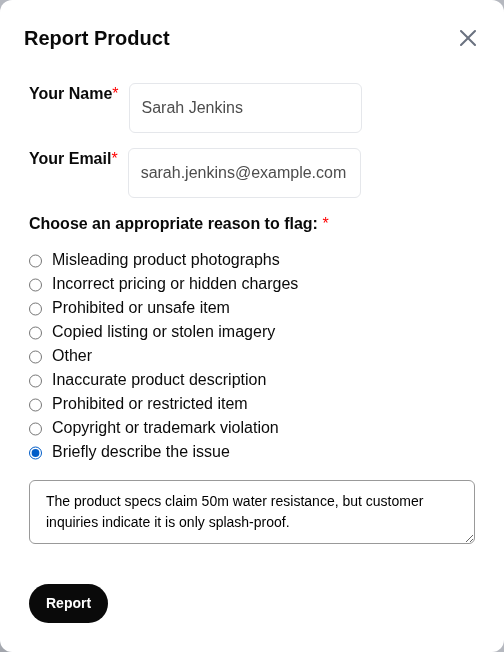 Report Product
Your Name* Sarah Jenkins
Your Email* sarah.jenkins@example.com
Choose an appropriate reason to flag: *
Misleading product photographs
Incorrect pricing or hidden charges
Prohibited or unsafe item
Copied listing or stolen imagery
Other
Inaccurate product description
Prohibited or restricted item
Copyright or trademark violation
Briefly describe the issue
The product specs claim 50m water resistance, but customer
inquiries indicate it is only splash-proof.
Report